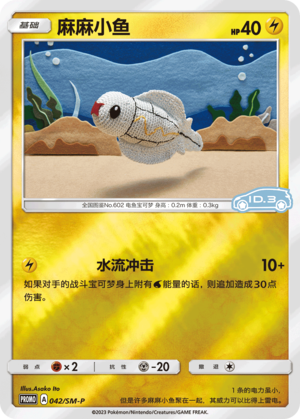 基础 麻麻小鱼 HP40
全国图鉴No.602 电鱼宝可梦 身高：0.2m 体重：0.3kg
ID.3
水流冲击 10+
如果对手的战斗宝可梦身上附有能量的话，则追加造成30点
伤害。
弱点 ×2 抗性 -20 撤退
Illus.Asako Ito
PROMO A 042/SM-P
1条的电力虽小，
但是许多麻麻小鱼聚在一起，其威力可以比得上雷电。
©2023 Pokémon/Nintendo/Creatures/GAME FREAK.